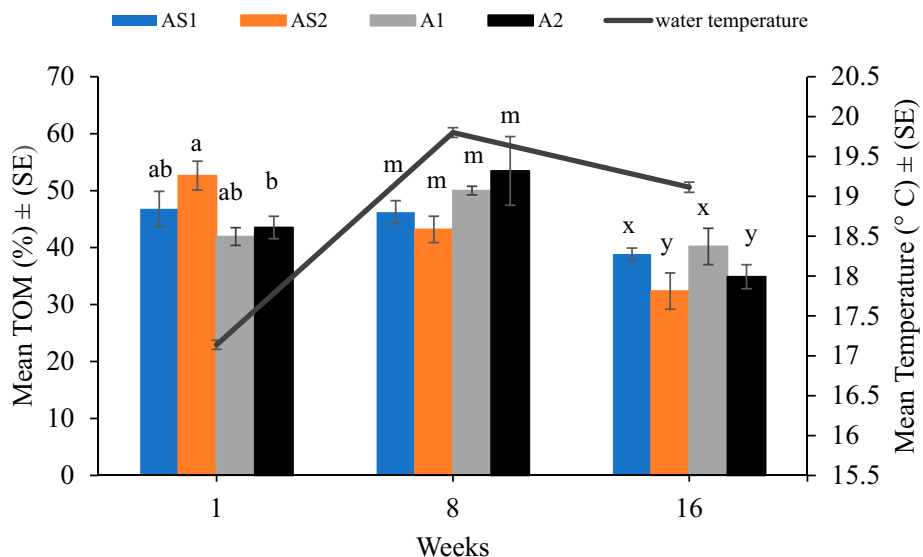 AS1 AS2 A1 A2 water temperature
Mean TOM (%) ± (SE)
70
60
50
40
30
20
10
0
ab a ab b
m m m m
x y x y
20.5
20
19.5
19
18.5
18
17.5
17
16.5
16
15.5
Mean Temperature (° C) ± (SE)
1 8 16
Weeks